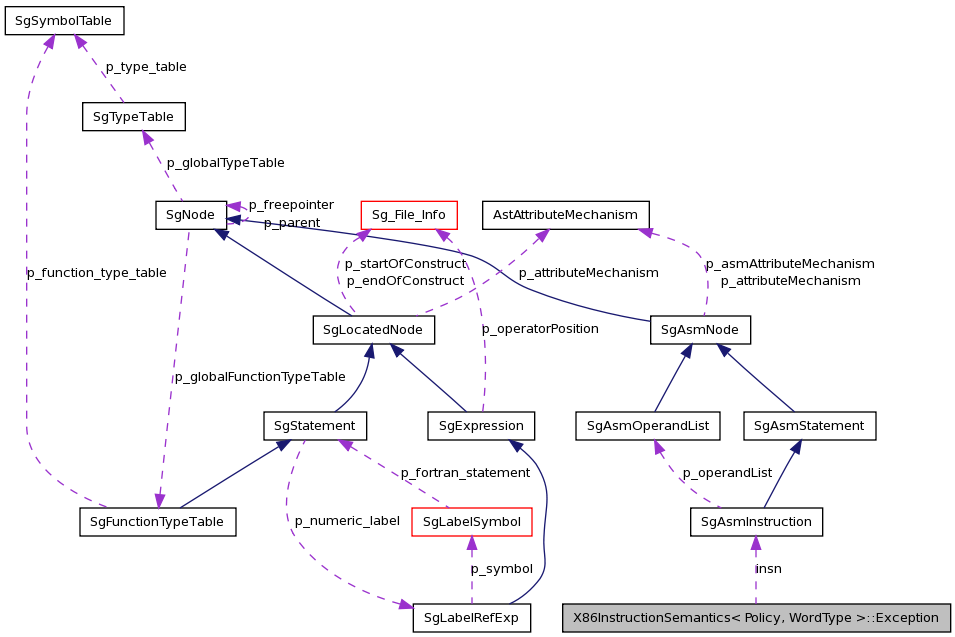 SgSymbolTable
p_type_table
SgTypeTable
p_globalTypeTable
p_freepointer
p_parent
SgNode
Sg_File_Info
AstAttributeMechanism
p_function_type_table
p_startOfConstruct
p_endOfConstruct
p_attributeMechanism
p_asmAttributeMechanism
p_attributeMechanism
SgLocatedNode
p_operatorPosition
SgAsmNode
p_globalFunctionTypeTable
SgStatement
SgExpression
SgAsmOperandList
SgAsmStatement
p_fortran_statement
p_operandList
SgFunctionTypeTable
p_numeric_label
SgLabelSymbol
SgAsmInstruction
p_symbol
insn
SgLabelRefExp
X86InstructionSemantics< Policy, WordType >::Exception